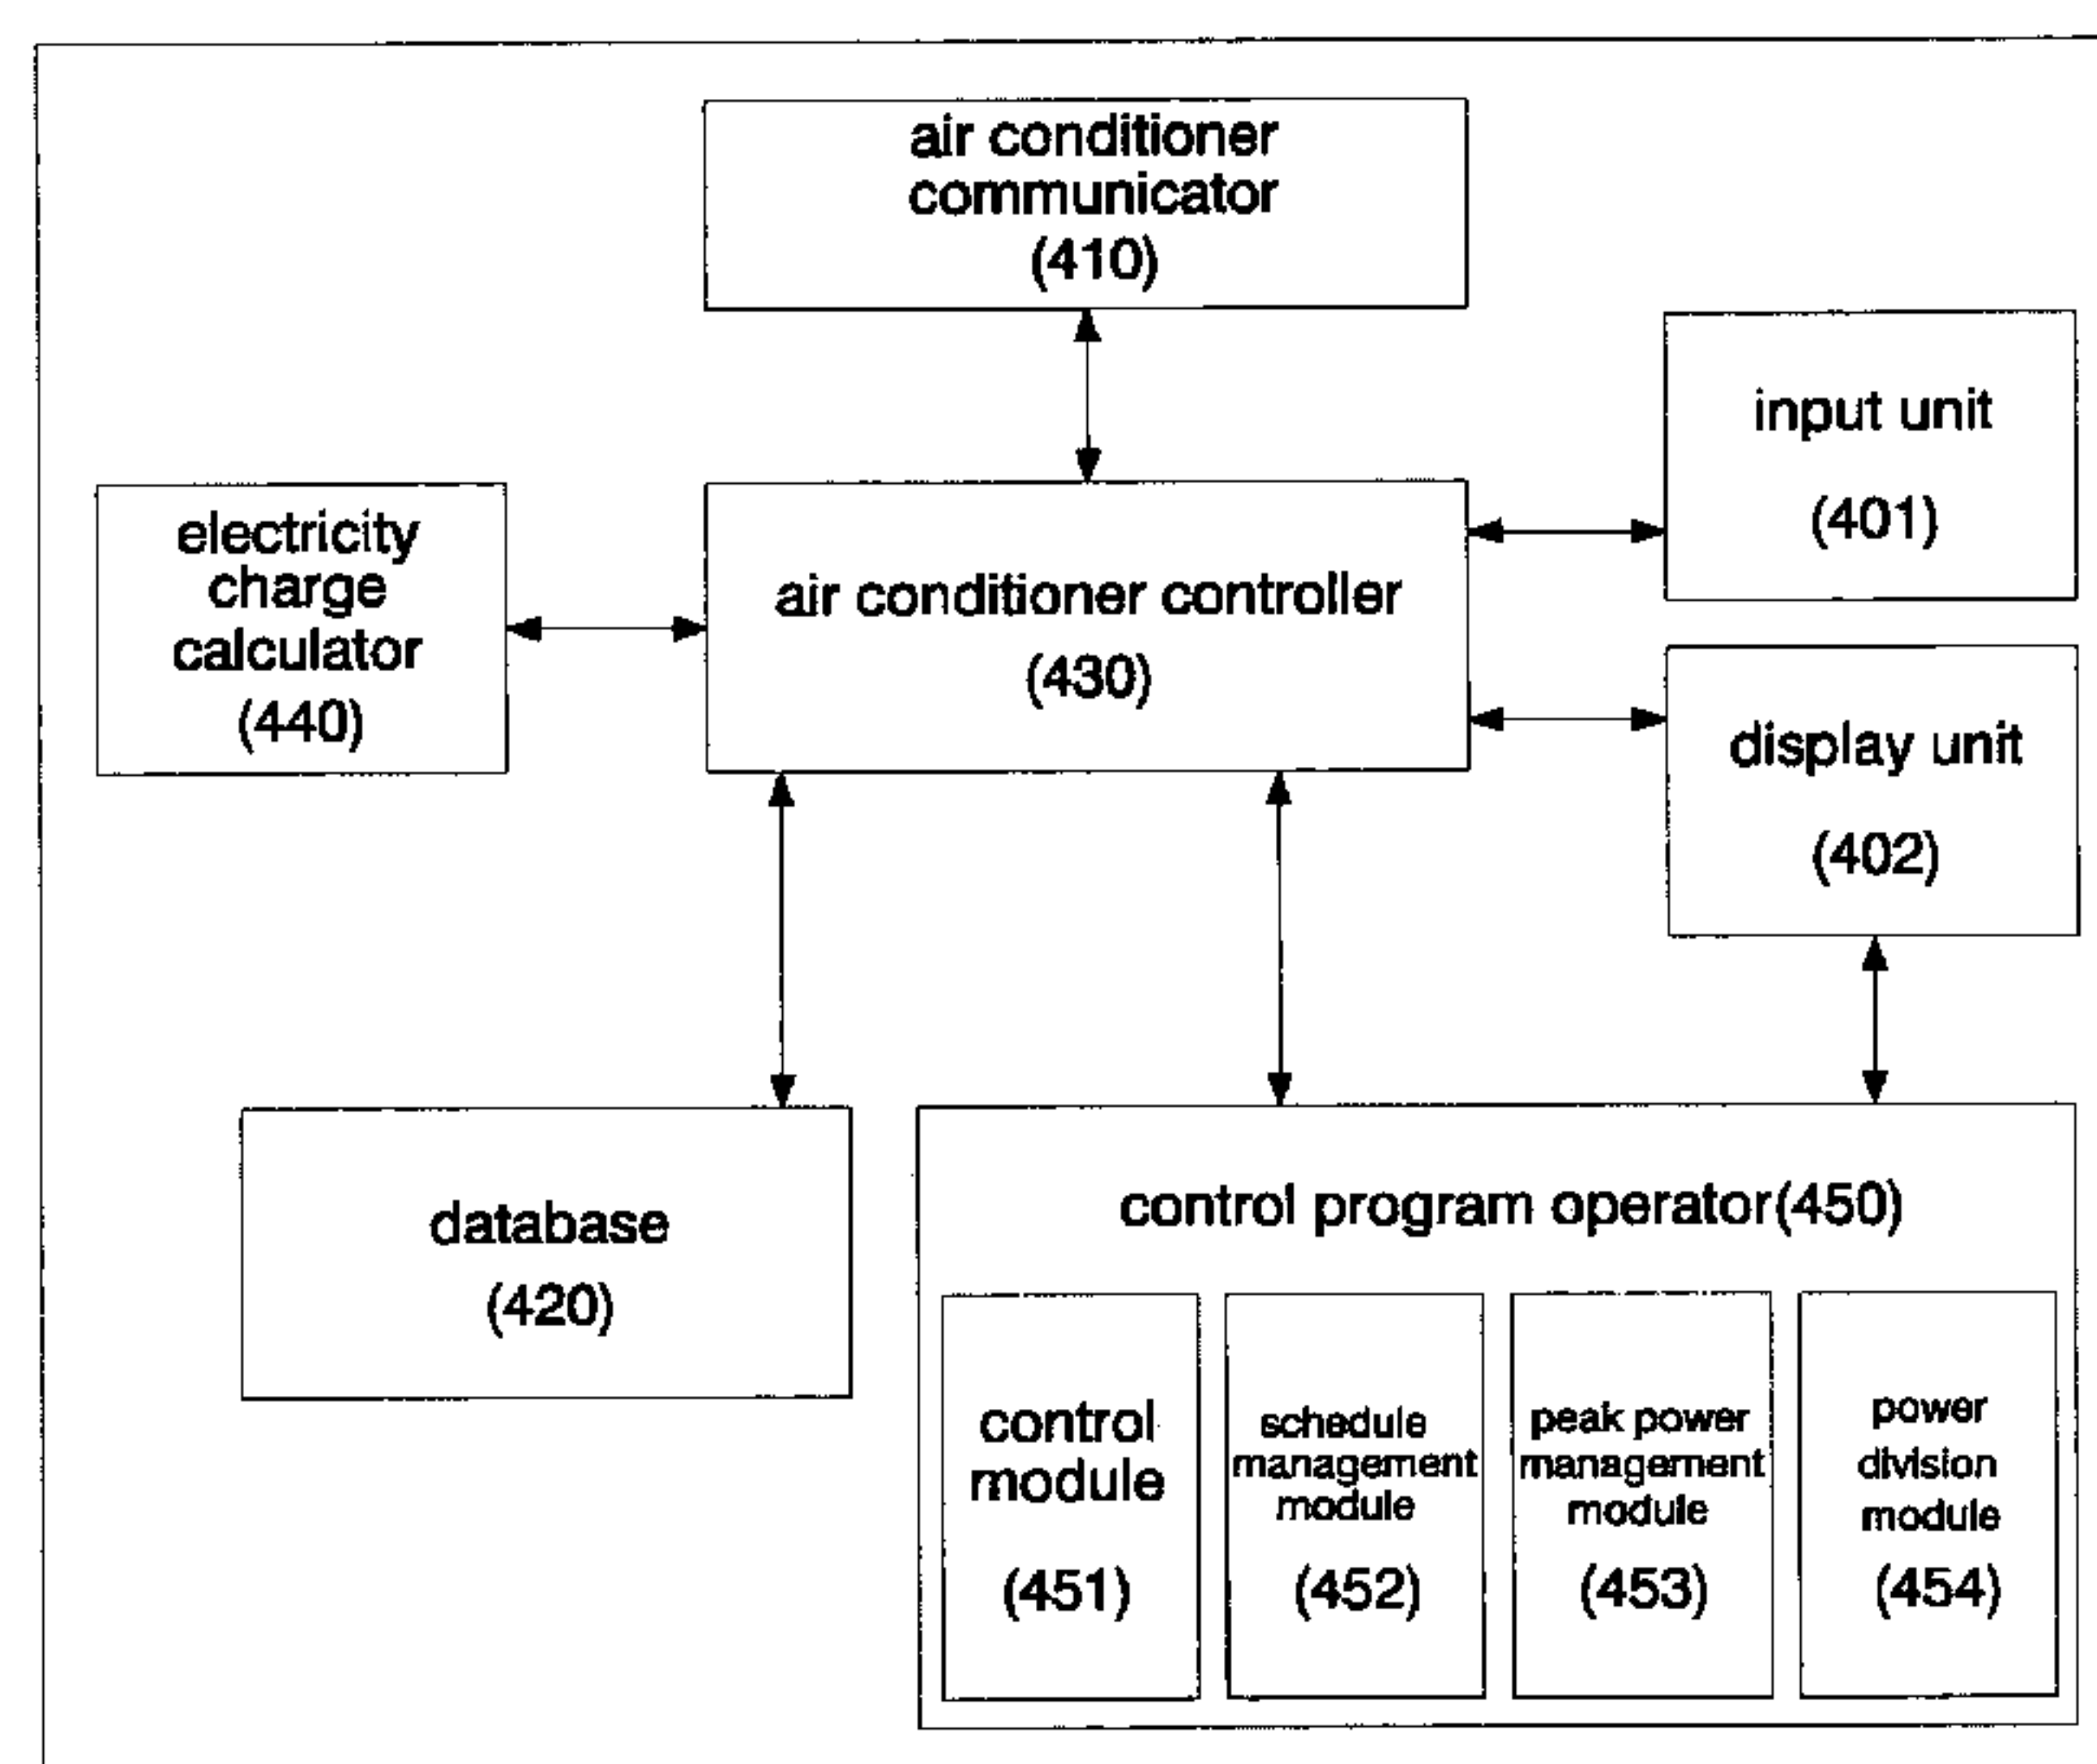 air conditioner
communicator
(410)
input unit
(401)
electricity
charge
calculator
(440)
air conditioner controller
(430)
display unit
(402)
database
(420)
control program operator(450)
control
module
(451)
schedule
management
module
(452)
peak power
management
module
(453)
power
division
module
(454)